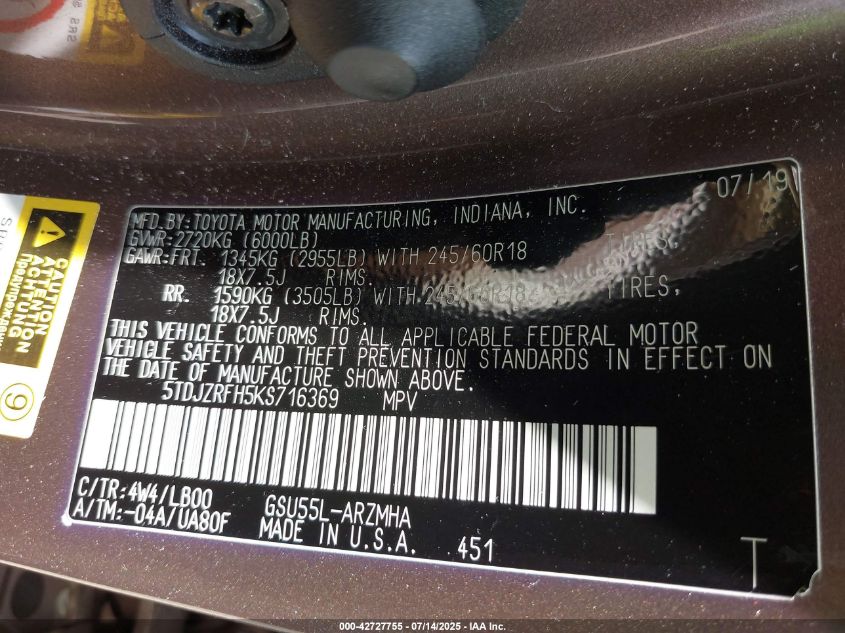 07/19
MFD. BY: TOYOTA MOTOR MANUFACTURING, INDIANA, INC.
GVWR: 2720KG (6000LB)
GAWR: FRT. 1345KG (2955LB) WITH 245/60R18 TIRES,
18X7.5J RIMS.
RR. 1590KG (3505LB) WITH 245/60R18 TIRES,
18X7.5J RIMS.
THIS VEHICLE CONFORMS TO ALL APPLICABLE FEDERAL MOTOR
VEHICLE SAFETY AND THEFT PREVENTION STANDARDS IN EFFECT ON
THE DATE OF MANUFACTURE SHOWN ABOVE.
5TDJZRFH5KS716369 MPV
C/TR: 4W4/LB00 GSU55L-ARZMHA
A/TM: -04A/UA80F MADE IN U.S.A. 451
T
CAUTION
ATTENTION
ACHTUNG
9
000-42727755 - 07/14/2025 - IAA Inc.